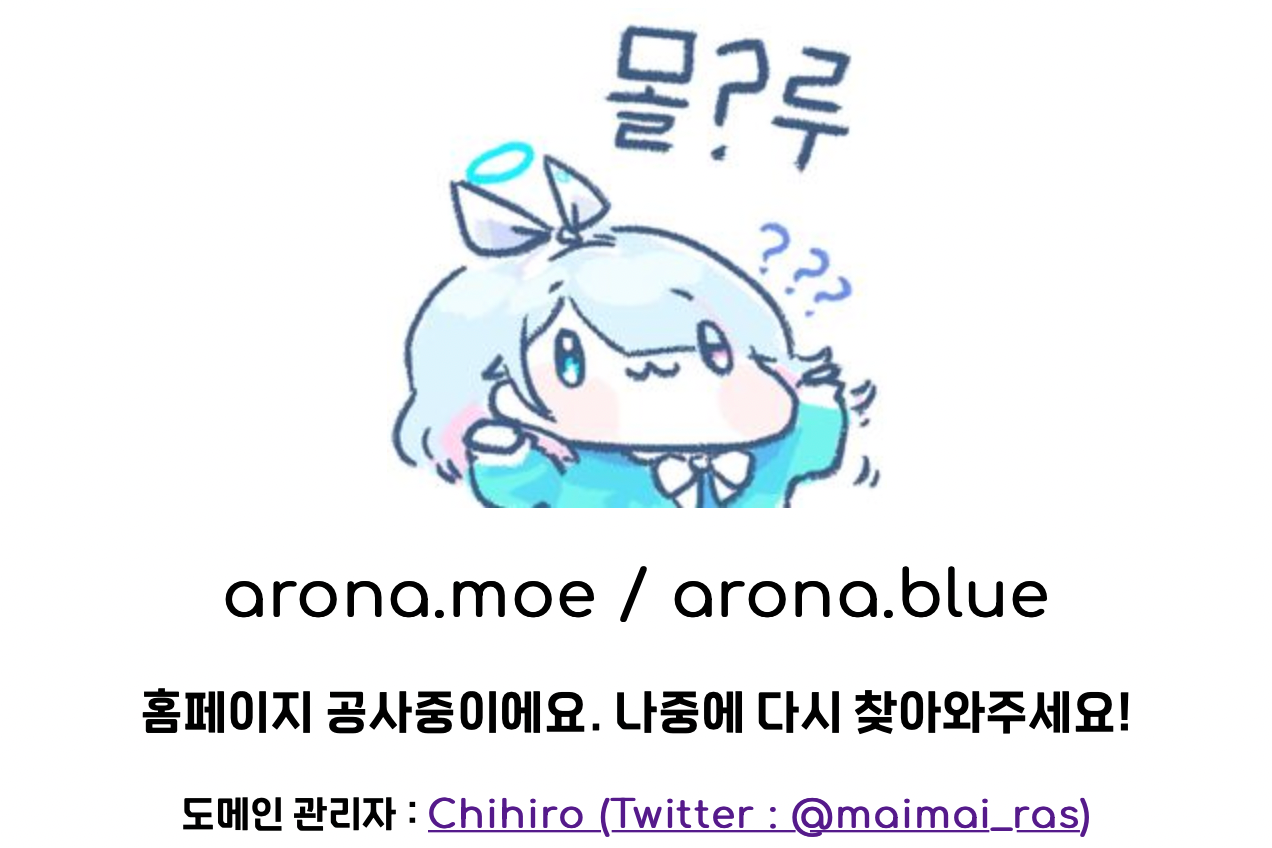 몰?루
???
arona.moe / arona.blue
홈페이지 공사중이에요. 나중에 다시 찾아와주세요!
도메인 관리자 : Chihiro (Twitter : @maimai_ras)